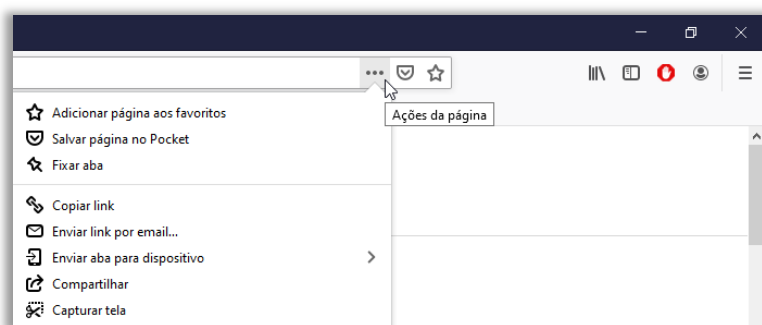 Ações da página
Adicionar página aos favoritos
Salvar página no Pocket
Fixar aba
Copiar link
Enviar link por email...
Enviar aba para dispositivo
Compartilhar
Capturar tela